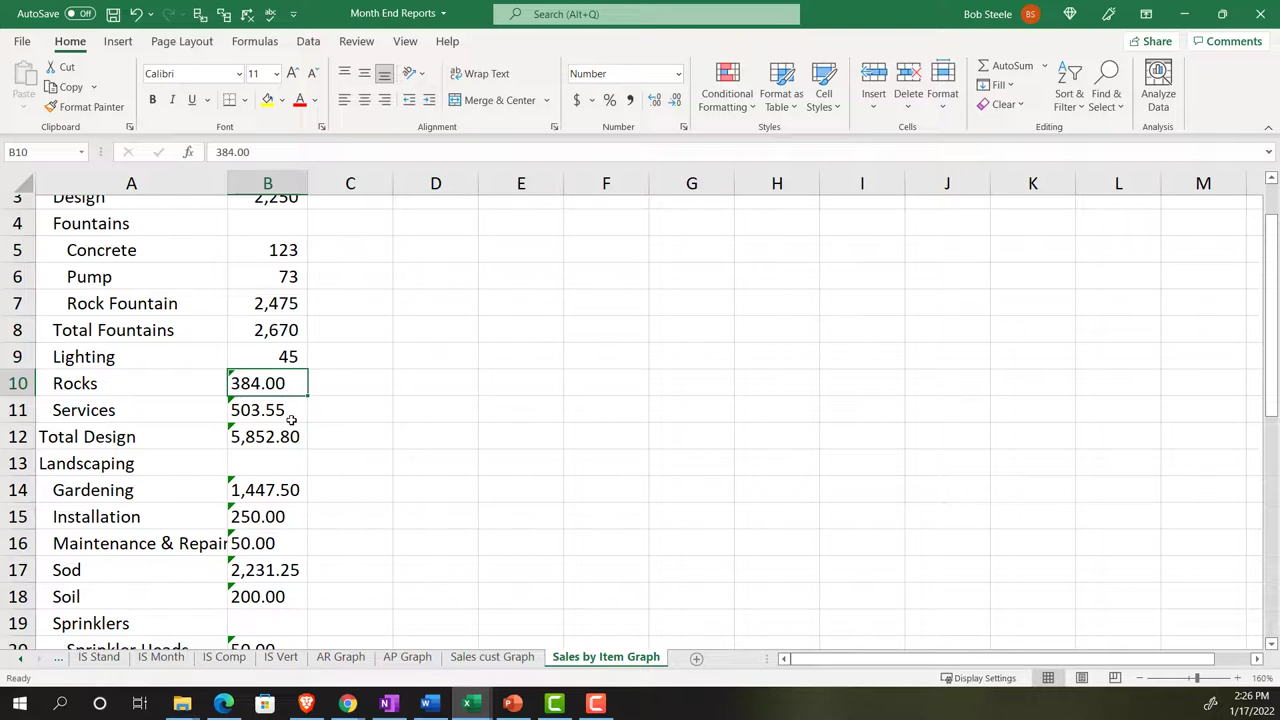 AutoSave Off Month End Reports Search (Alt+Q) Bob Steele BS
File Home Insert Page Layout Formulas Data Review View Help Share Comments
Paste Cut Copy Format Painter Clipboard
Calibri 11 B I U A Font
Wrap Text Merge & Center Alignment
Number $ % , Number
Conditional Formatting Format as Table Cell Styles Styles
Insert Delete Format Cells
AutoSum Fill Clear Sort & Filter Find & Select Editing
Analyze Data Analysis
B10 fx 384.00
A B C D E F G H I J K L M
3 Design 2,250
4 Fountains
5 Concrete 123
6 Pump 73
7 Rock Fountain 2,475
8 Total Fountains 2,670
9 Lighting 45
10 Rocks 384.00
11 Services 503.55
12 Total Design 5,852.80
13 Landscaping
14 Gardening 1,447.50
15 Installation 250.00
16 Maintenance & Repair 50.00
17 Sod 2,231.25
18 Soil 200.00
19 Sprinklers
20 Sprinkler Heads 50.00
... IS Stand IS Month IS Comp IS Vert AR Graph AP Graph Sales cust Graph Sales by Item Graph
Ready Display Settings 160%
2:26 PM
1/17/2022